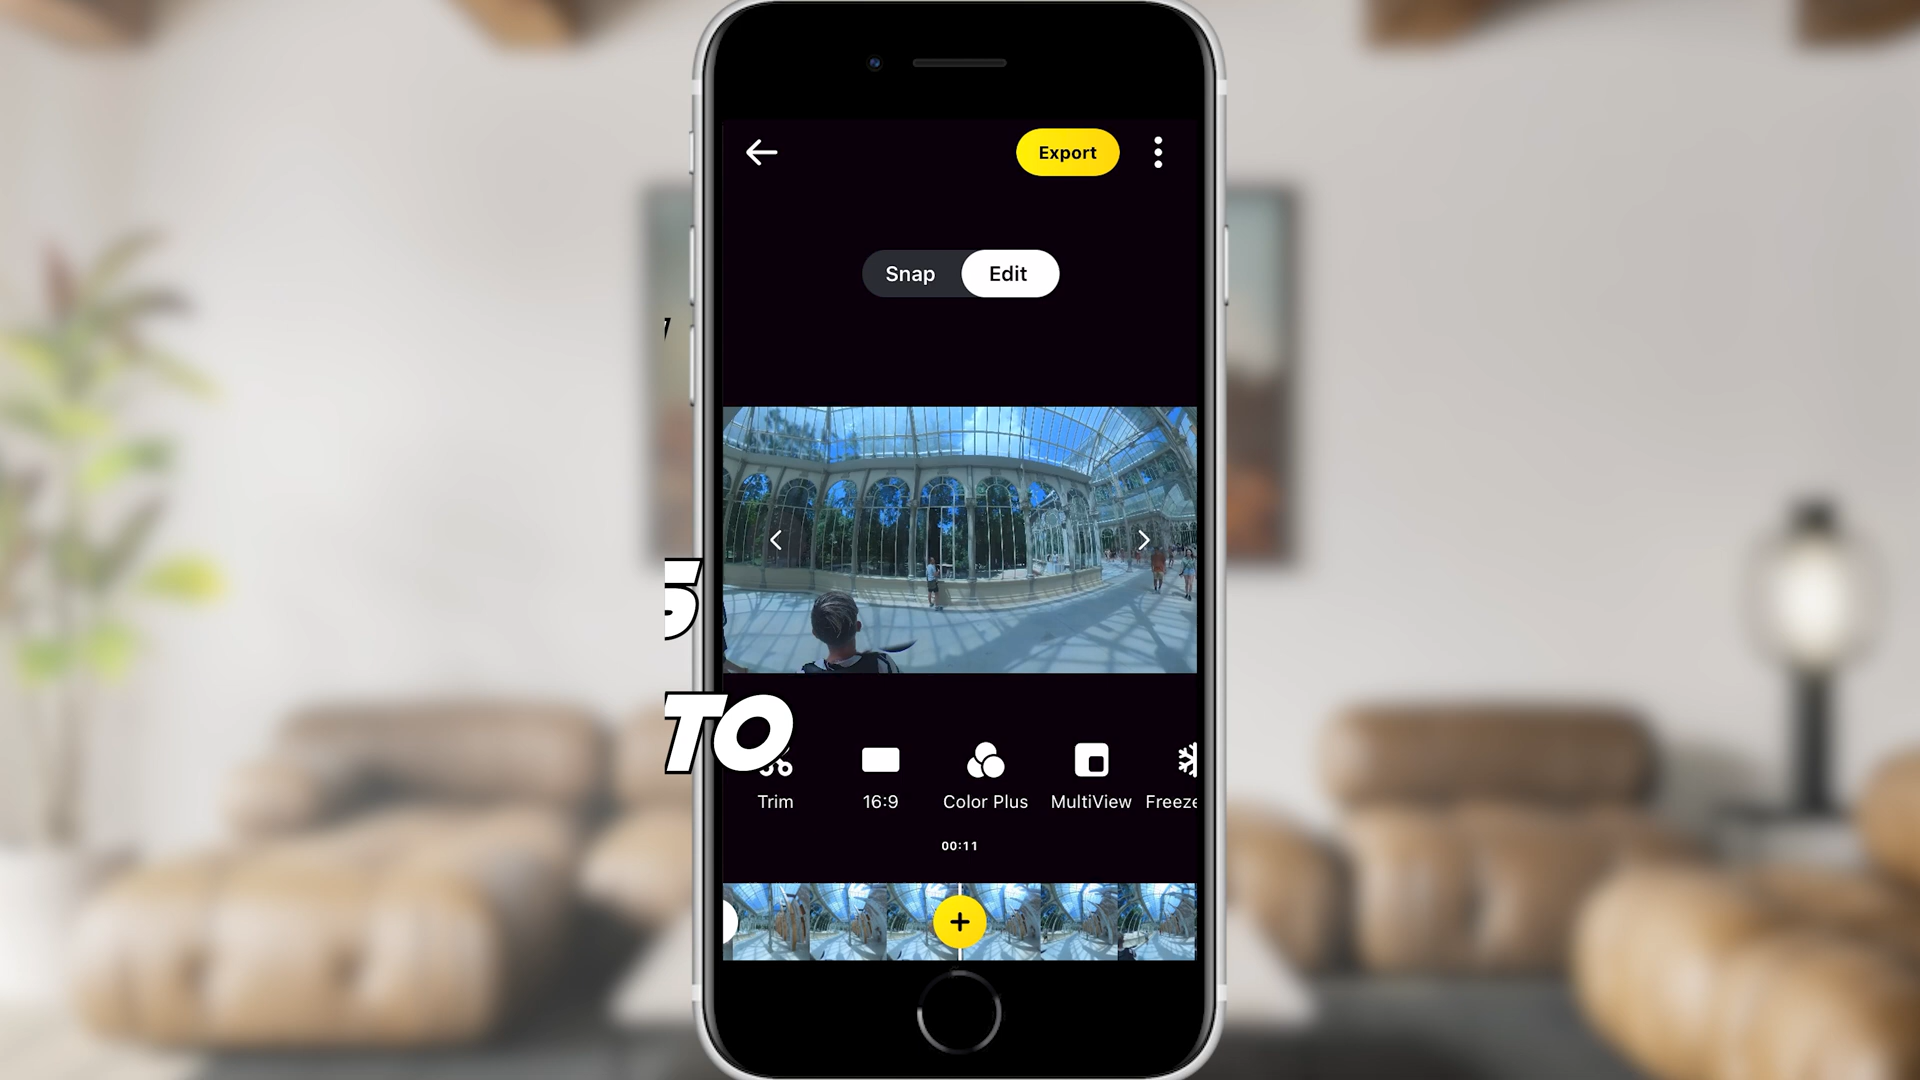 Export
Snap Edit
S
TO
Trim 16:9 Color Plus MultiView Freeze
00:11